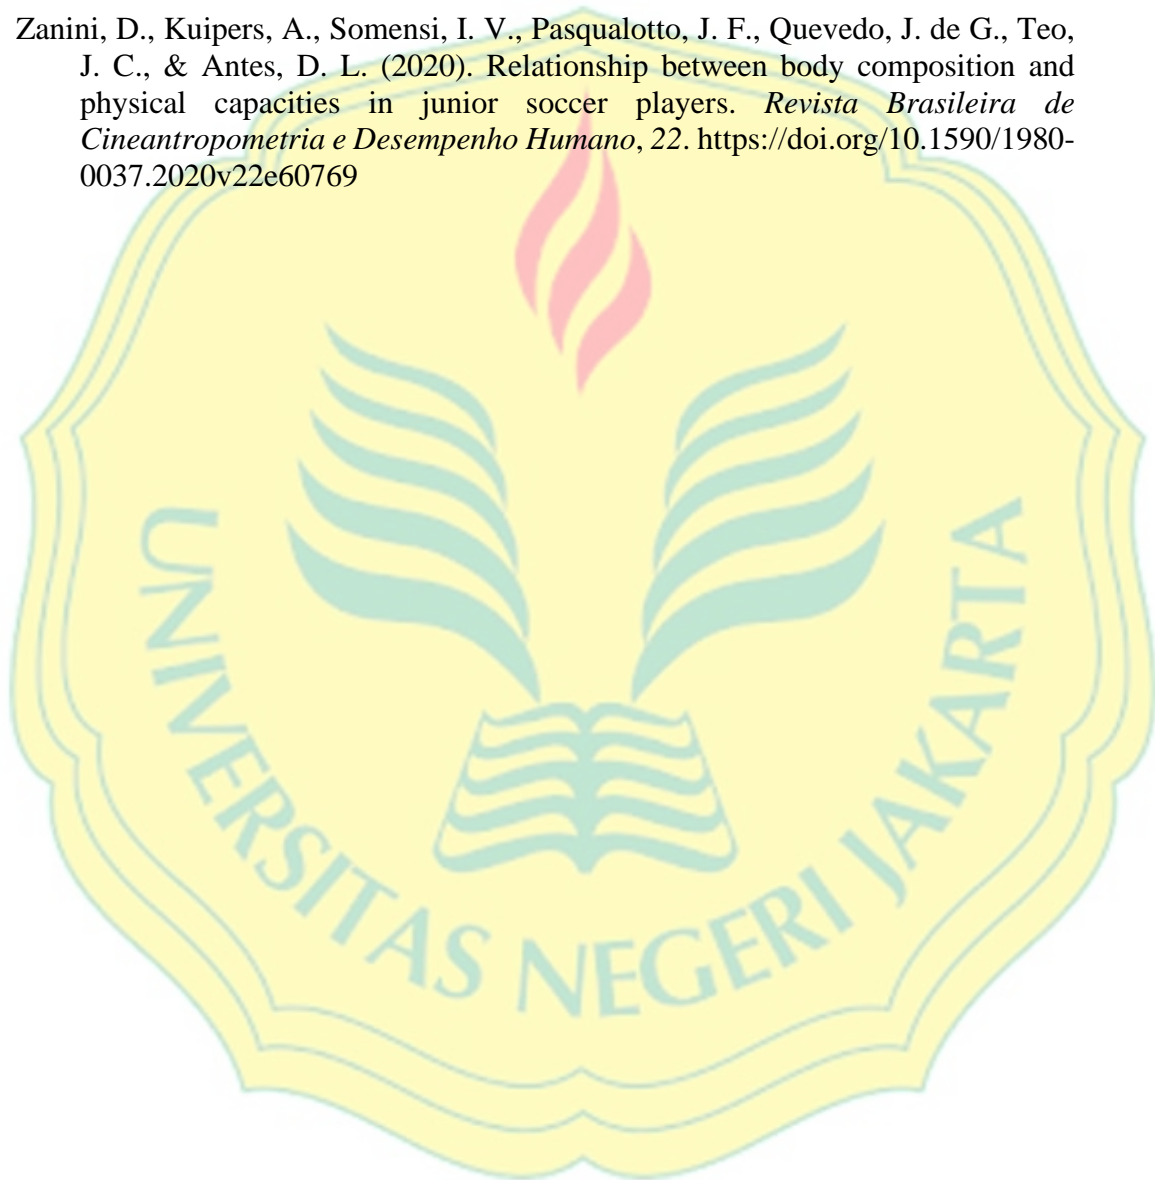 Zanini, D., Kuipers, A., Somensi, I. V., Pasqualotto, J. F., Quevedo, J. de G., Teo,
J. C., & Antes, D. L. (2020). Relationship between body composition and
physical capacities in junior soccer players. Revista Brasileira de
Cineantropometria e Desempenho Humano, 22. https://doi.org/10.1590/1980-
0037.2020v22e60769
UNIVERSITAS NEGERI JAKARTA